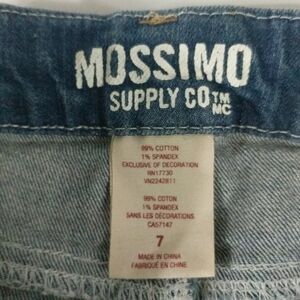 MOSSIMO
SUPPLY CO TM
MC
99% COTTON
1% SPANDEX
EXCLUSIVE OF DECORATION
RN17730
VN2242811
99% COTON
1% SPANDEX
SANS LES DÉCORATIONS
CA57147
7
MADE IN CHINA
FABRIQUÉ EN CHINE